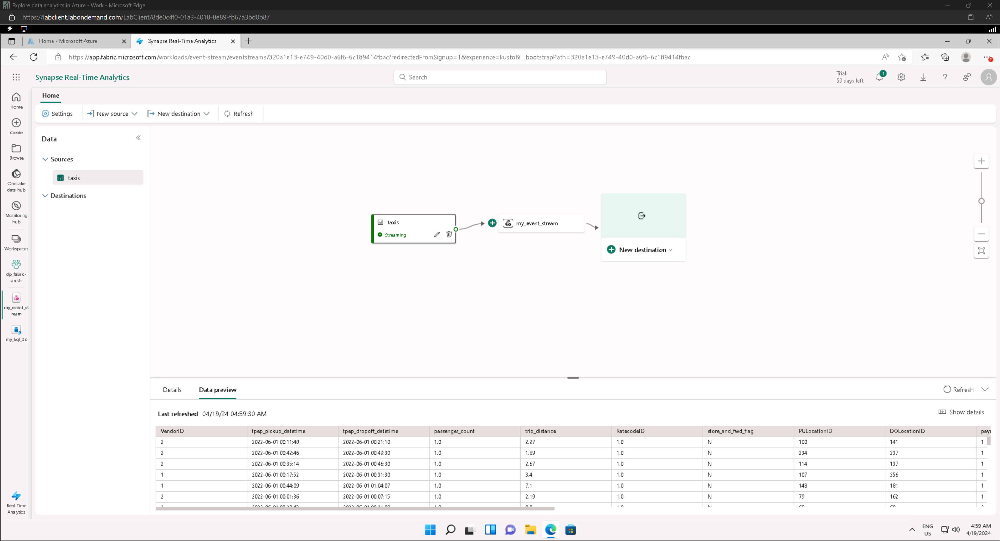 Explore data analytics in Azure - Work - Microsoft Edge
https://labclient.labondemand.com/LabClient/8de0c4f0-01a3-4018-8e89-fb67a3bd0b87
Home - Microsoft Azure
Synapse Real-Time Analytics
https://app.fabric.microsoft.com/workloads/event-stream/eventstreams/320a1e13-e749-40d0-a6f6-6c189414fbac?redirectedFromSignup=1&experience=kusto&__bootstrapPath=320a1e13-e749-40d0-a6f6-6c189414fbac
Synapse Real-Time Analytics
Search
Trial:
59 days left
1
Home
Settings
New source
New destination
Refresh
Home
Create
Browse
OneLake
data hub
Monitoring
hub
Workspaces
dp_fabric-
anish
my_event_st
ream
my_kql_db
Real-Time
Analytics
Data
Sources
taxis
Destinations
taxis
Streaming
my_event_stream
New destination
Details
Data preview
Refresh
Last refreshed 04/19/24 04:59:30 AM
Show details
VendorID tpep_pickup_datetime tpep_dropoff_datetime passenger_count trip_distance RatecodeID store_and_fwd_flag PULocationID DOLocationID
2 2022-06-01 00:11:40 2022-06-01 00:21:10 1.0 2.27 1.0 N 100 141 1
2 2022-06-01 00:42:46 2022-06-01 00:49:30 1.0 1.89 1.0 N 234 237 1
2 2022-06-01 00:35:14 2022-06-01 00:46:30 1.0 2.67 1.0 N 114 137 1
1 2022-06-01 00:17:52 2022-06-01 00:31:30 1.0 3.4 1.0 N 107 256 1
1 2022-06-01 00:44:09 2022-06-01 01:04:07 1.0 7.1 1.0 N 148 181 1
2 2022-06-01 00:01:36 2022-06-01 00:07:15 1.0 2.19 1.0 N 79 162 1
ENG
US
4:59 AM
4/19/2024